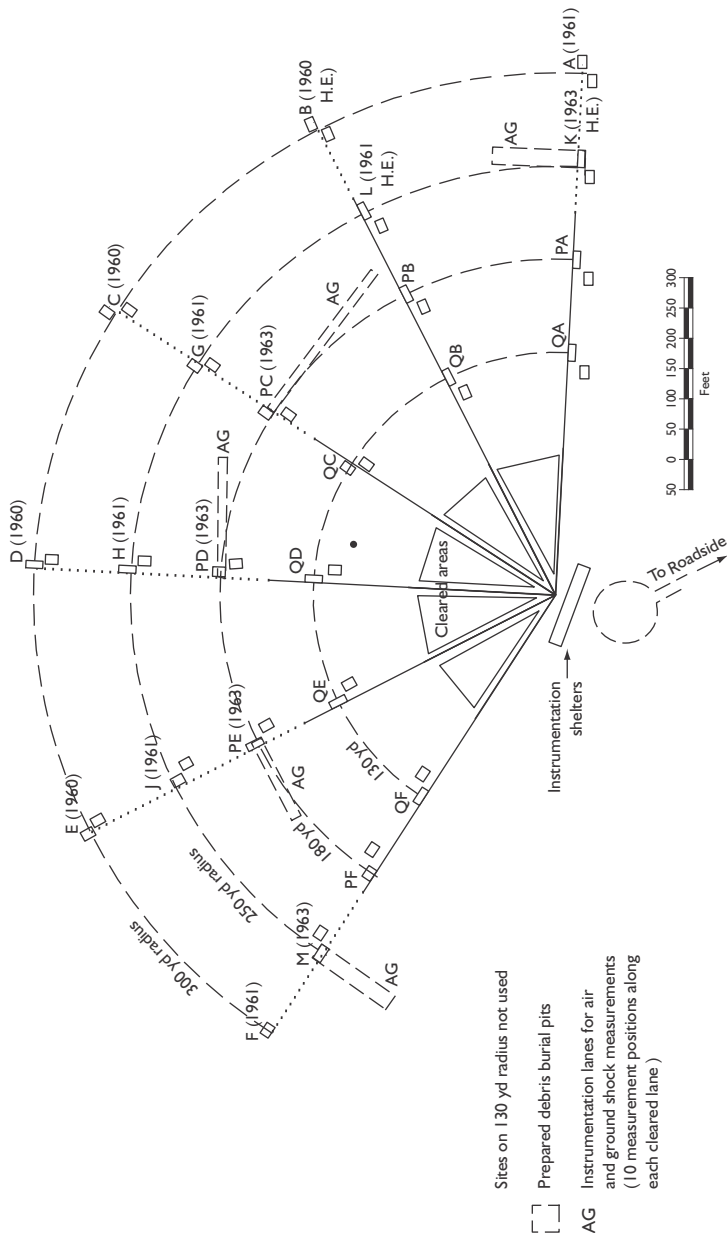 A (1961)
B (1960
H.E.)
C (1960)
D (1960)
E (1960)
F (1961)
K (1963
H.E.)
L (1961
H.E.)
G (1961)
H (1961)
J (1961)
M (1963)
PA
PB
PC (1963)
PD (1963)
PE (1963)
PF
QA
QB
QC
QD
QE
QF
AG
AG
AG
AG
AG
300 yd radius
250 yd radius
180 yd
130 yd
Cleared areas
Instrumentation
shelters
To Roadside
50 0 50 100 150 200 250 300
Feet
Sites on 130 yd radius not used
Prepared debris burial pits
AG Instrumentation lanes for air
and ground shock measurements
(10 measurement positions along
each cleared lane )